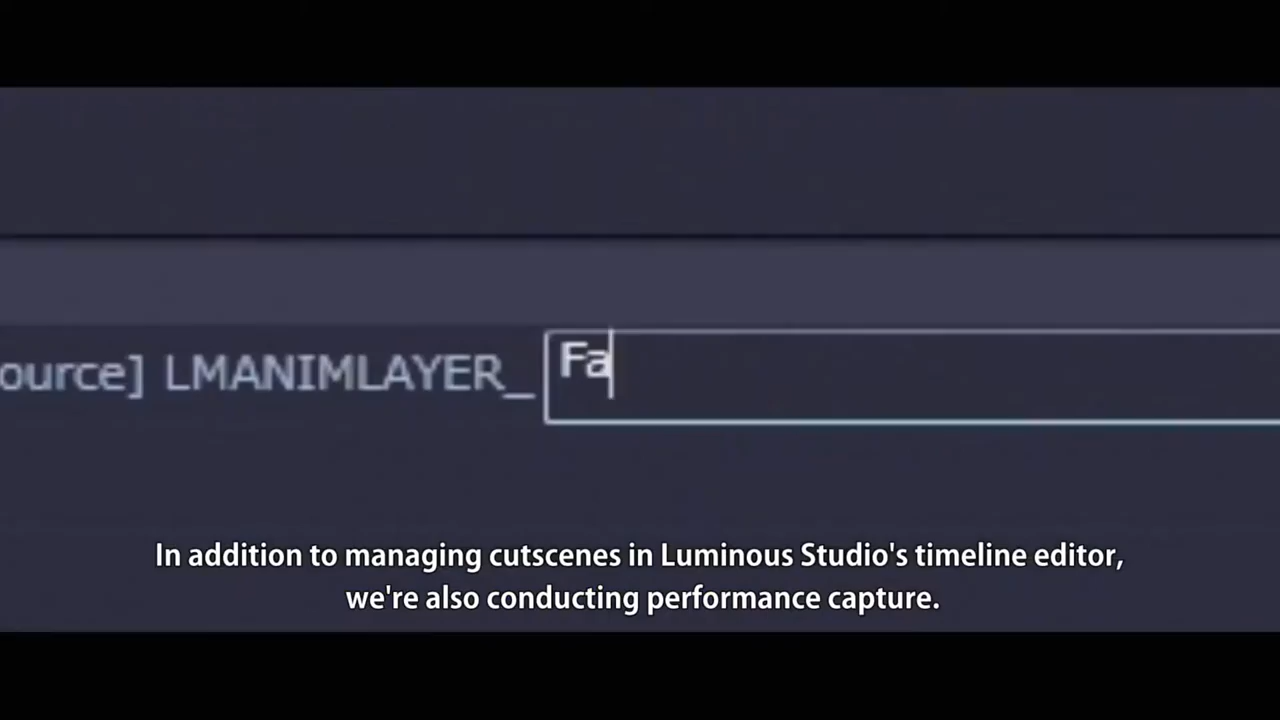 ource] LMANIMLAYER_ Fa
In addition to managing cutscenes in Luminous Studio's timeline editor,
we're also conducting performance capture.